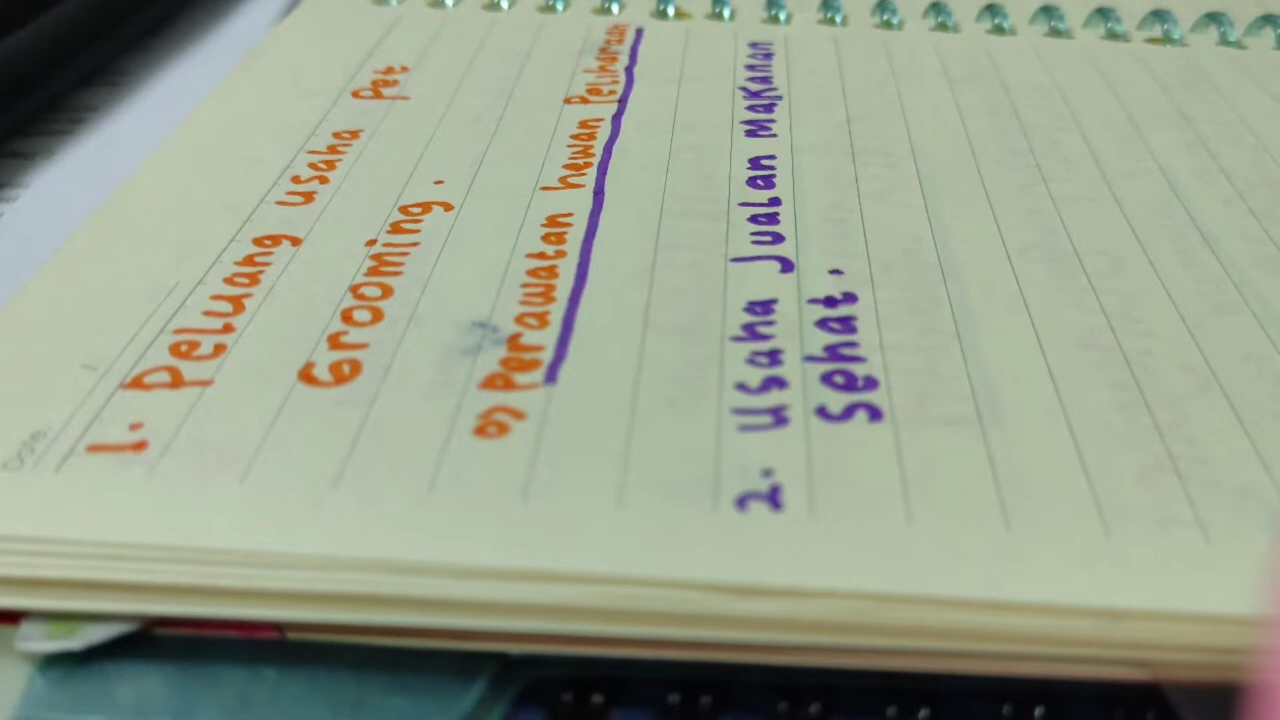 1. Peluang usaha Pet
Grooming.
Perawatan hewan Peliharaan
2. Usaha Jualan makanan
Sehat.